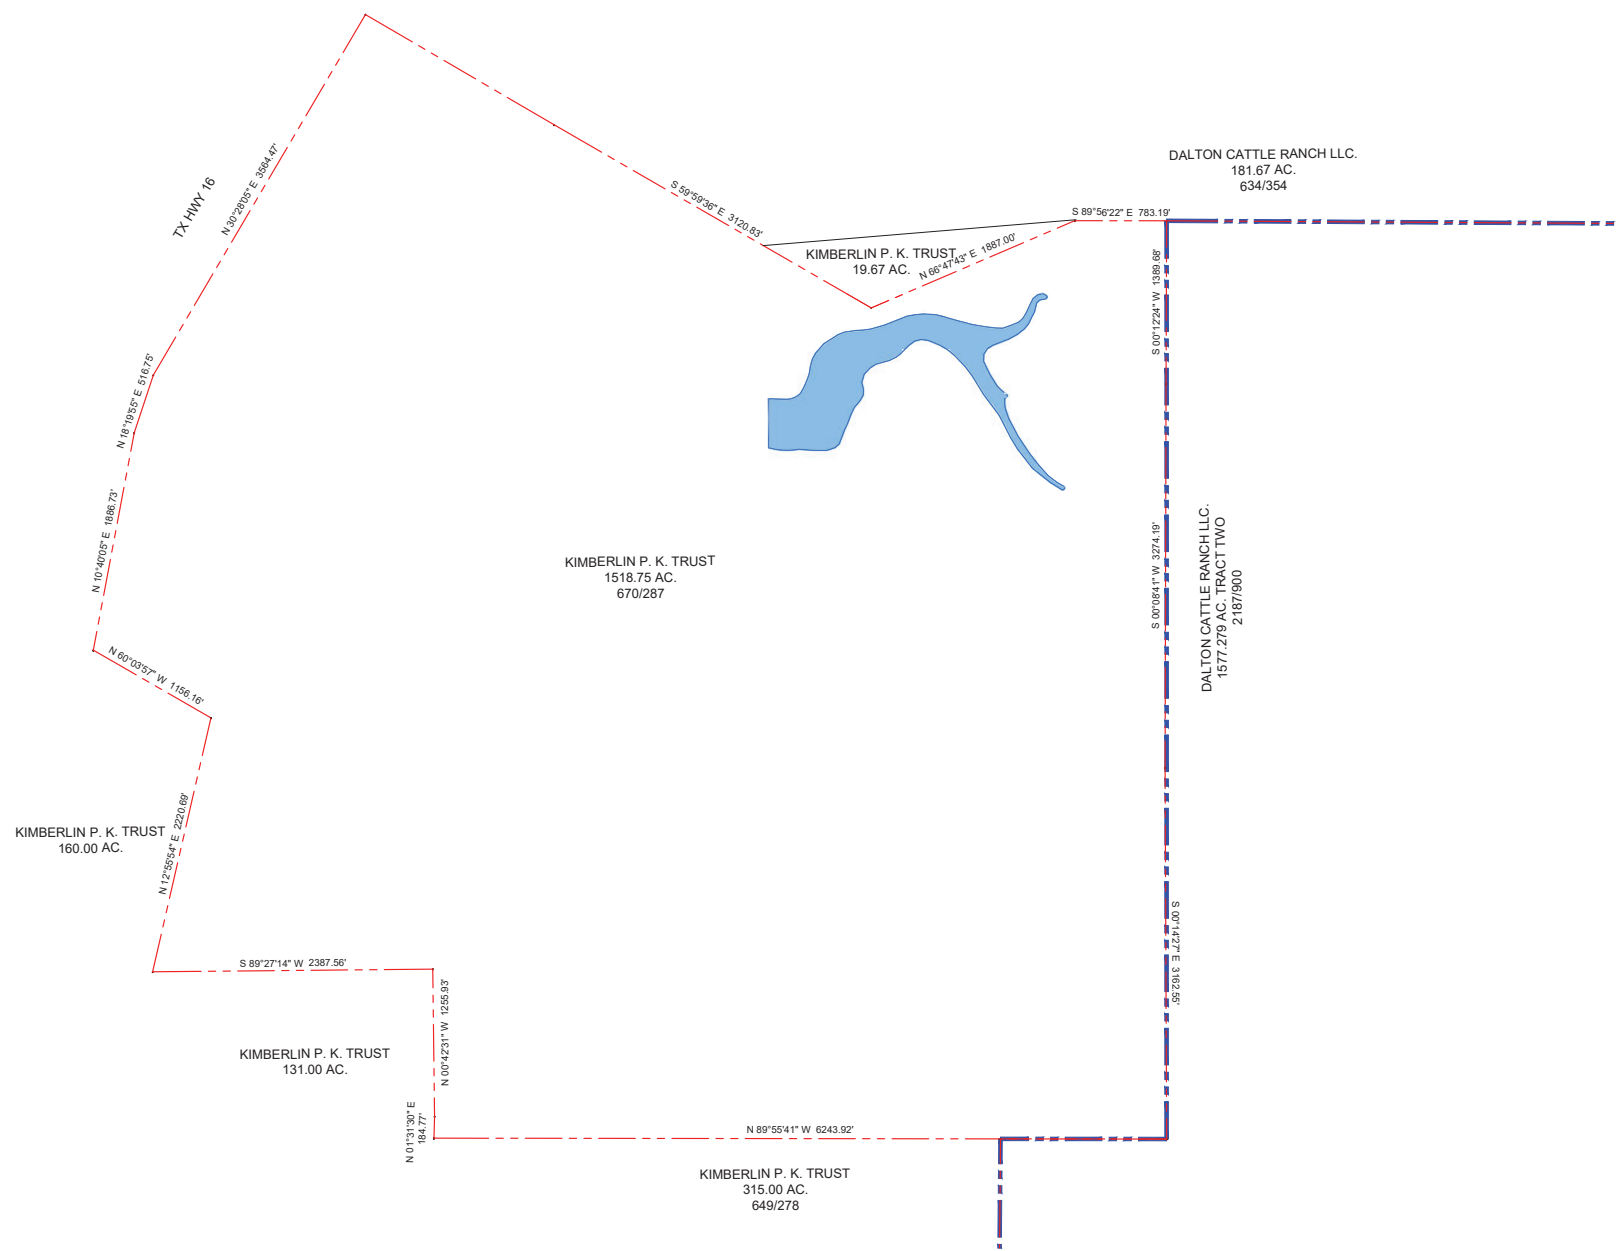 DALTON CATTLE RANCH LLC.
181.67 AC.
634/354
TX HWY 16
N 30°28'05" E 3564.47'
S 59°59'36" E 3120.83'
S 89°56'22" E 783.19'
KIMBERLIN P. K. TRUST
19.67 AC.
N 66°47'43" E 1887.00'
S 00°12'24" W 1389.68'
N 18°19'55" E 516.75'
N 10°40'05" E 1886.73'
KIMBERLIN P. K. TRUST
1518.75 AC.
670/287
S 00°08'41" W 3274.19'
DALTON CATTLE RANCH LLC.
1577.279 AC. TRACT TWO
2187/900
N 60°03'57" W 1156.16'
KIMBERLIN P. K. TRUST
160.00 AC.
N 12°55'54" E 2220.69'
S 89°27'14" W 2387.56'
S 00°14'27" E 3162.55'
N 00°42'31" W 1255.93'
KIMBERLIN P. K. TRUST
131.00 AC.
N 01°31'30" E
184.77'
N 89°55'41" W 6243.92'
KIMBERLIN P. K. TRUST
315.00 AC.
649/278